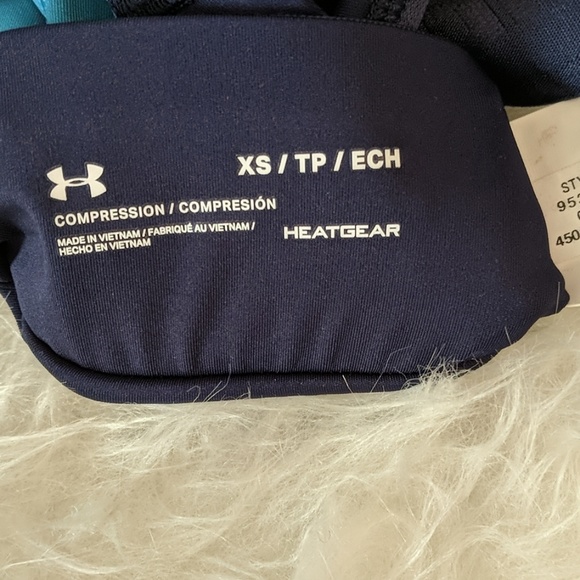 XS / TP / ECH
COMPRESSION / COMPRESIÓN
MADE IN VIETNAM / FABRIQUÉ AU VIETNAM /
HECHO EN VIETNAM
HEATGEAR